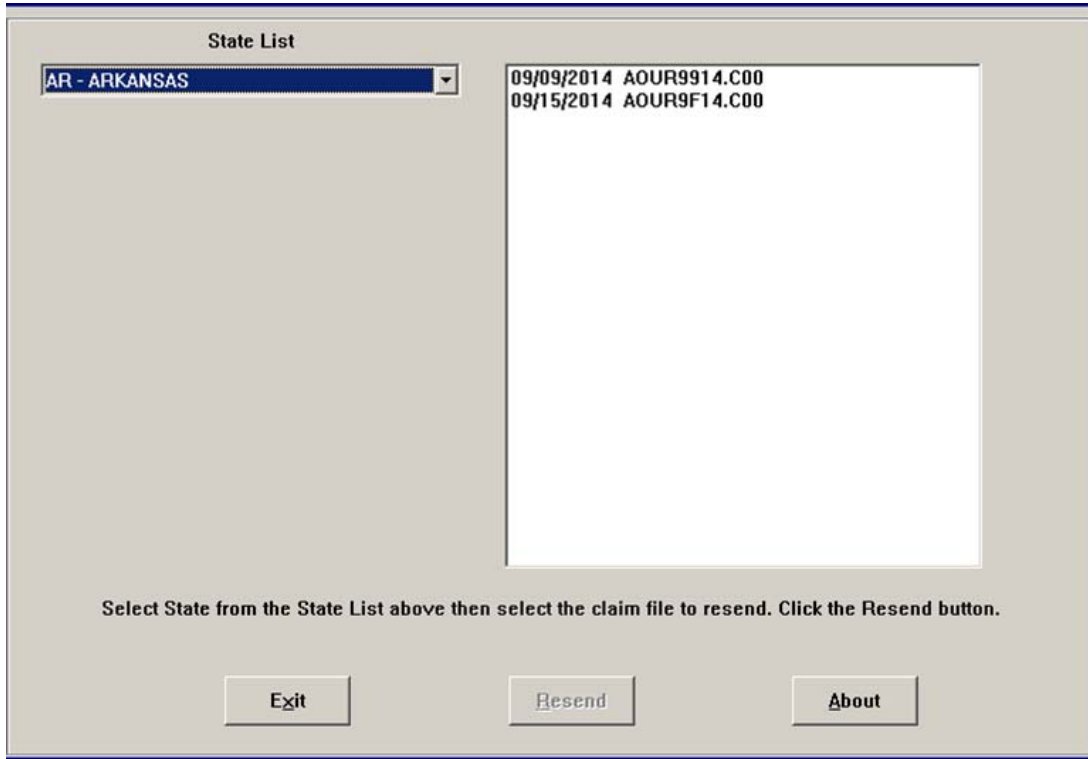 State List
AR - ARKANSAS
09/09/2014 AOUR9914.C00
09/15/2014 AOUR9F14.C00
Select State from the State List above then select the claim file to resend. Click the Resend button.
Exit
Resend
About